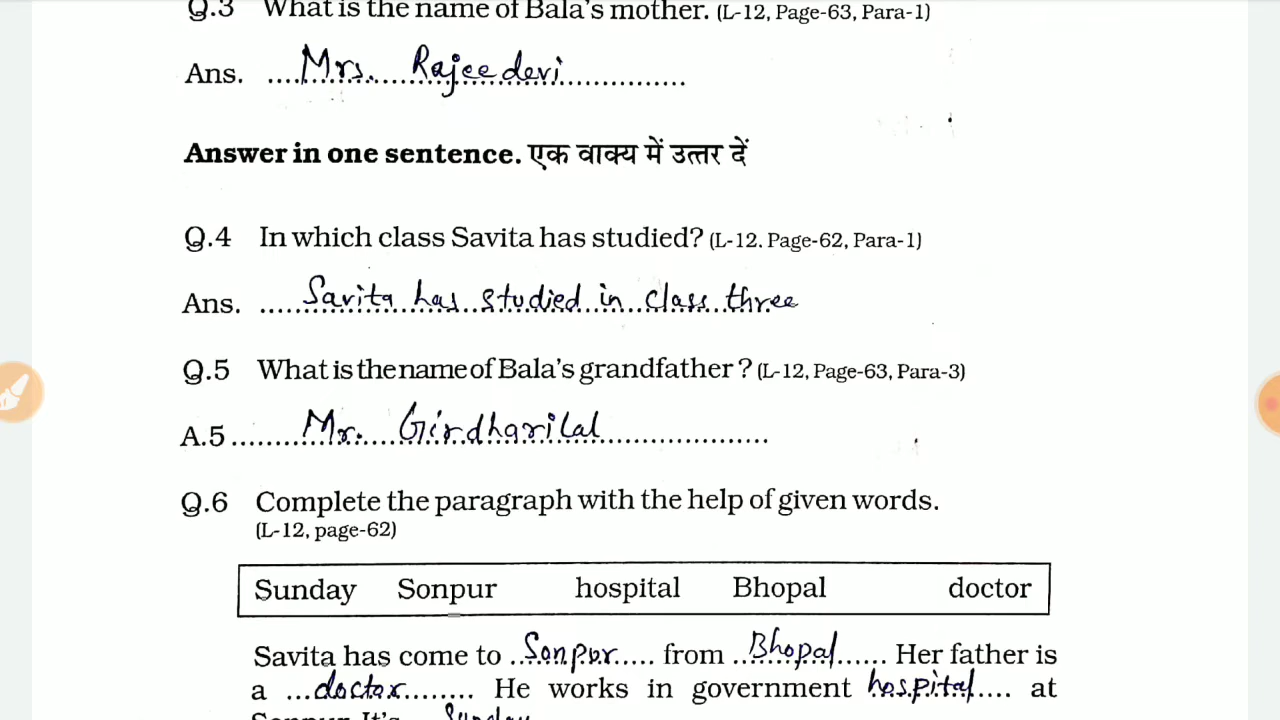 Q.3 What is the name of Bala's mother. (L-12, Page-63, Para-1)
Ans. ....Mrs. Rajeedevi................
Answer in one sentence. एक वाक्य में उत्तर दें
Q.4 In which class Savita has studied? (L-12. Page-62, Para-1)
Ans. ....Savita has studied in class three
Q.5 What is the name of Bala's grandfather ? (L-12, Page-63, Para-3)
A.5 ........Mr. Girdharilal.....................
Q.6 Complete the paragraph with the help of given words.
(L-12, page-62)
Sunday Sonpur hospital Bhopal doctor
Savita has come to ..Sonpur..... from ..Bhopal...... Her father is
a ...doctor........ He works in government hospital.... at
Sonpur. It's Sunday